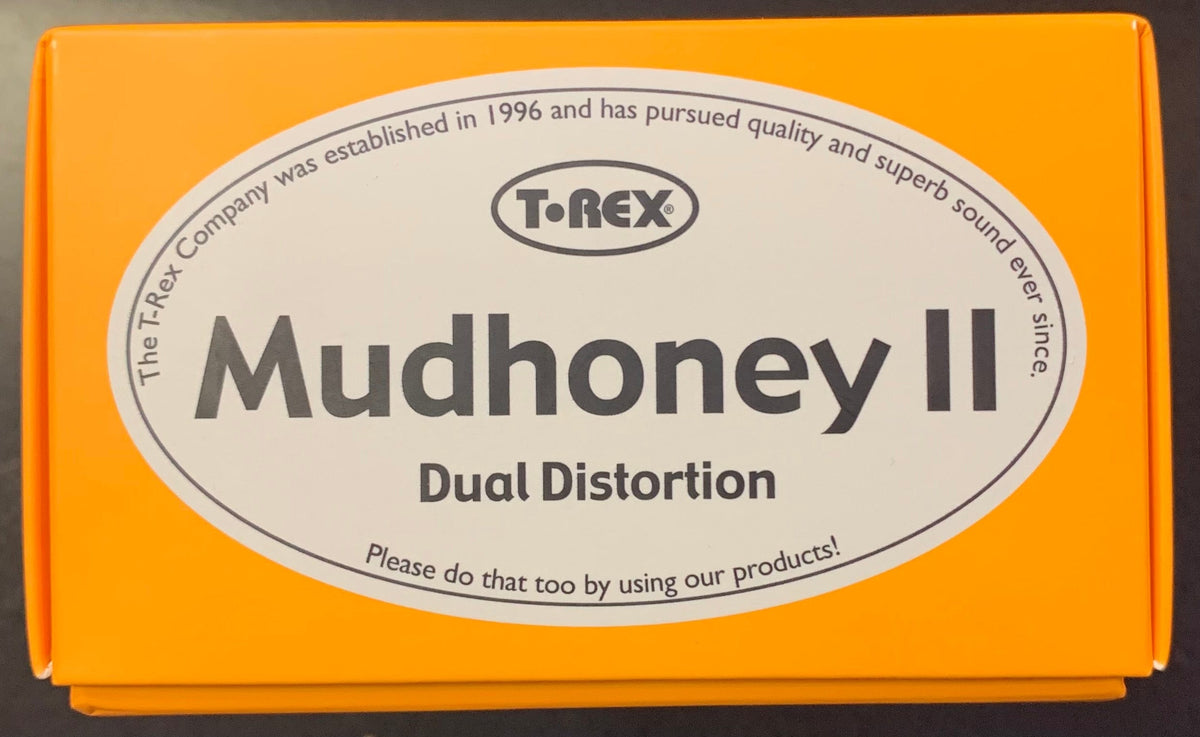 The T-Rex Company was established in 1996 and has pursued quality and superb sound ever since.
T•REX®
Mudhoney II
Dual Distortion
Please do that too by using our products!